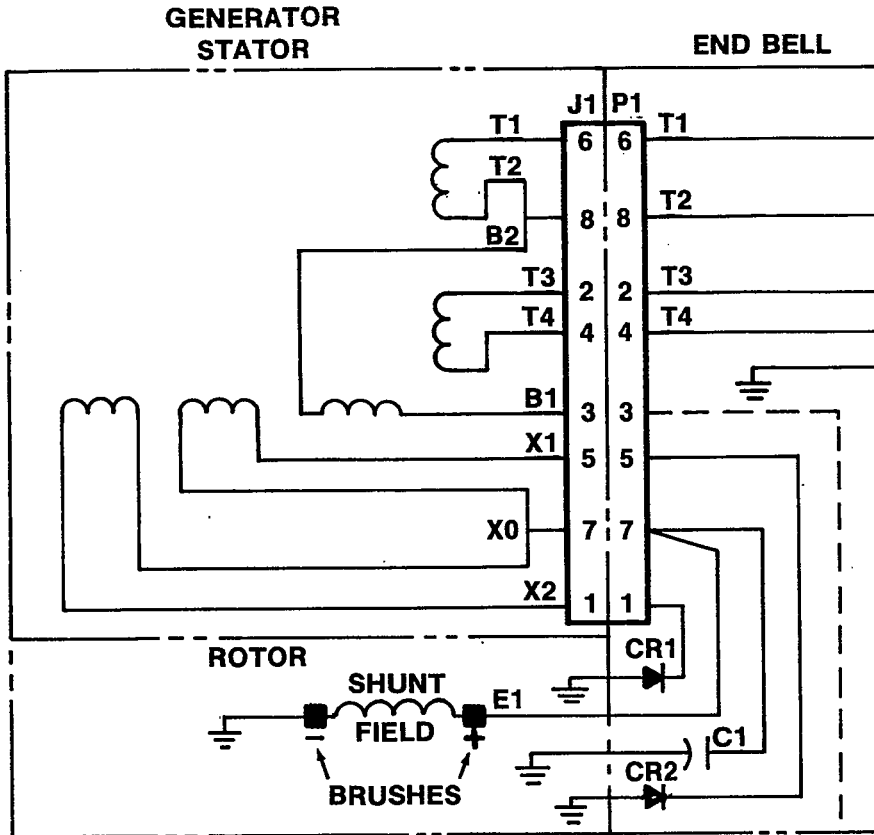 GENERATOR
STATOR
END BELL
J1 P1
T1 6 6 T1
T2
8 8 T2
B2
T3 2 2 T3
T4 4 4 T4
B1 3 3
X1 5 5
X0 7 7
X2 1 1
ROTOR
CR1
SHUNT
FIELD
E1
- +
C1
BRUSHES
CR2